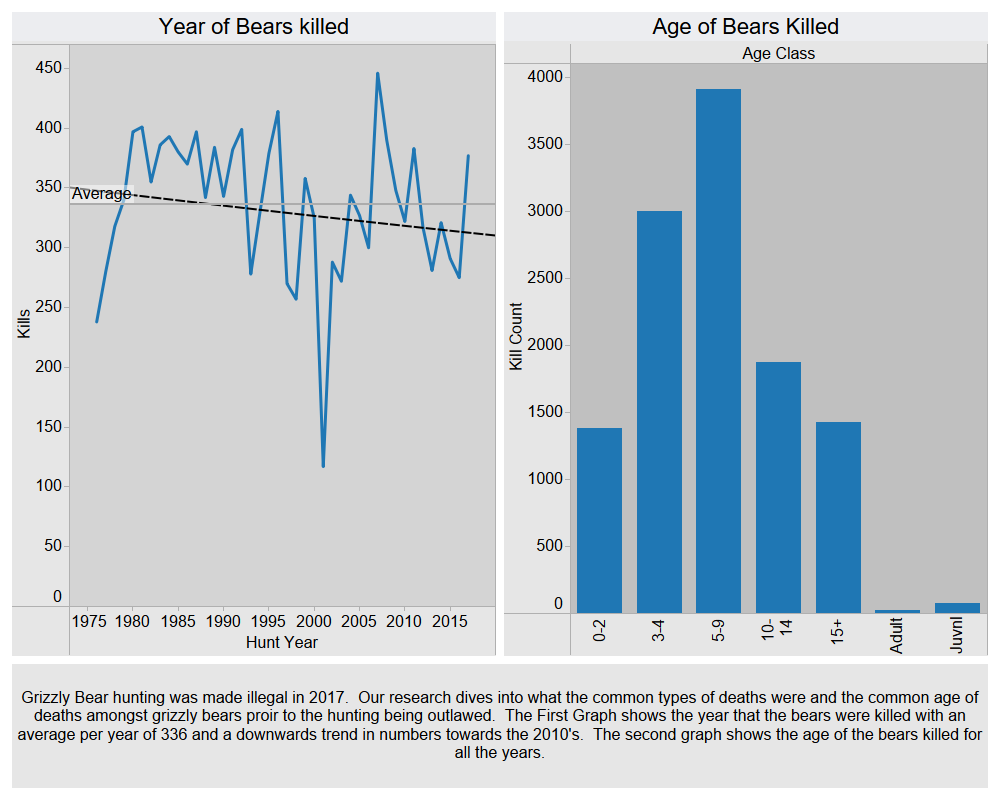 Year of Bears killed
450
400
350
300
250
200
150
100
50
0
Kills
Average
1975 1980 1985 1990 1995 2000 2005 2010 2015
Hunt Year
Age of Bears Killed
Age Class
4000
3500
3000
2500
2000
1500
1000
500
0
Kill Count
0-2
3-4
5-9
10-
14
15+
Adult
Juvnl
Grizzly Bear hunting was made illegal in 2017.  Our research dives into what the common types of deaths were and the common age of
deaths amongst grizzly bears proir to the hunting being outlawed.  The First Graph shows the year that the bears were killed with an
average per year of 336 and a downwards trend in numbers towards the 2010's.  The second graph shows the age of the bears killed for
all the years.